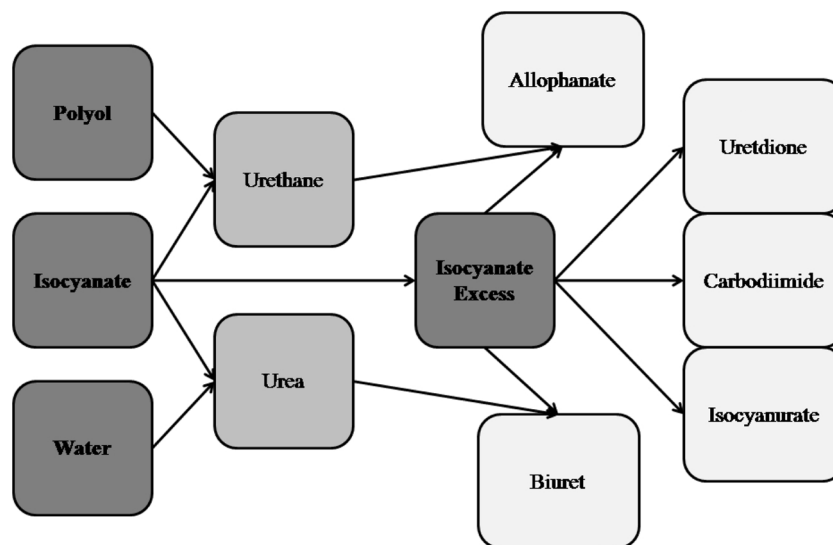 Polyol
Isocyanate
Water
Urethane
Urea
Isocyanate
Excess
Allophanate
Biuret
Uretdione
Carbodiimide
Isocyanurate